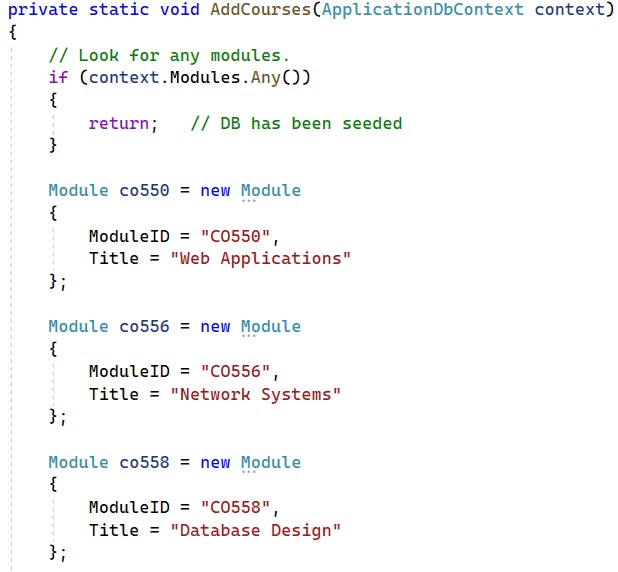 private static void AddCourses(ApplicationDbContext context)
{
    // Look for any modules.
    if (context.Modules.Any())
    {
        return;   // DB has been seeded
    }

    Module co550 = new Module
    {
        ModuleID = "CO550",
        Title = "Web Applications"
    };

    Module co556 = new Module
    {
        ModuleID = "CO556",
        Title = "Network Systems"
    };

    Module co558 = new Module
    {
        ModuleID = "CO558",
        Title = "Database Design"
    };